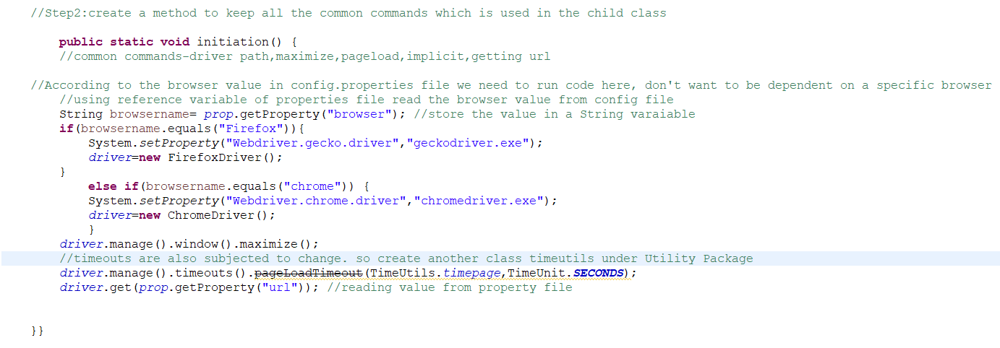 //Step2:create a method to keep all the common commands which is used in the child class
public static void initiation() {
//common commands-driver path,maximize,pageload,implicit,getting url
//According to the browser value in config.properties file we need to run code here, don't want to be dependent on a specific browser
//using reference variable of properties file read the browser value from config file
String browsername= prop.getProperty("browser"); //store the value in a String varaiable
if(browsername.equals("Firefox")){
System.setProperty("Webdriver.gecko.driver","geckodriver.exe");
driver=new FirefoxDriver();
}
else if(browsername.equals("chrome")) {
System.setProperty("Webdriver.chrome.driver","chromedriver.exe");
driver=new ChromeDriver();
}
driver.manage().window().maximize();
//timeouts are also subjected to change. so create another class timeutils under Utility Package
driver.manage().timeouts().pageLoadTimeout(TimeUtils.timepage,TimeUnit.SECONDS);
driver.get(prop.getProperty("url")); //reading value from property file
}}